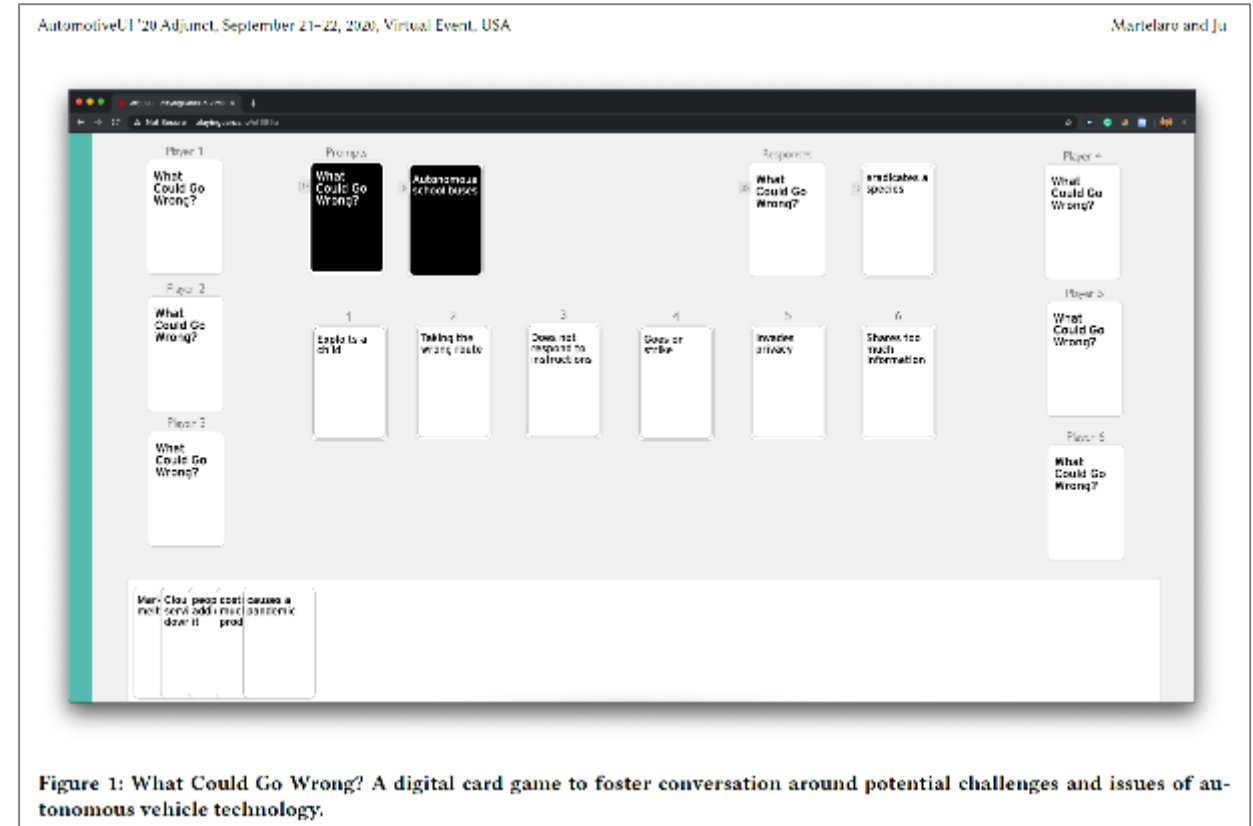 AutomotiveUI '20 Adjunct, September 21–22, 2020, Virtual Event, USA
Martelaro and Ju
Not Secure
Player 1
Prompts
Responses
Player 4
What
Could Go
Wrong?
What
Could Go
Wrong?
Autonomous
school buses
What
Could Go
Wrong?
eradicates a
species
What
Could Go
Wrong?
Player 2
What
Could Go
Wrong?
1
2
3
4
5
6
Exploits a
child
Taking the
wrong route
Does not
respond to
instructions
Goes on
strike
Invades
privacy
Shares too
much
information
Player 5
What
Could Go
Wrong?
Player 3
What
Could Go
Wrong?
Player 6
What
Could Go
Wrong?
causes a
pandemic
Figure 1: What Could Go Wrong? A digital card game to foster conversation around potential challenges and issues of au-
tonomous vehicle technology.